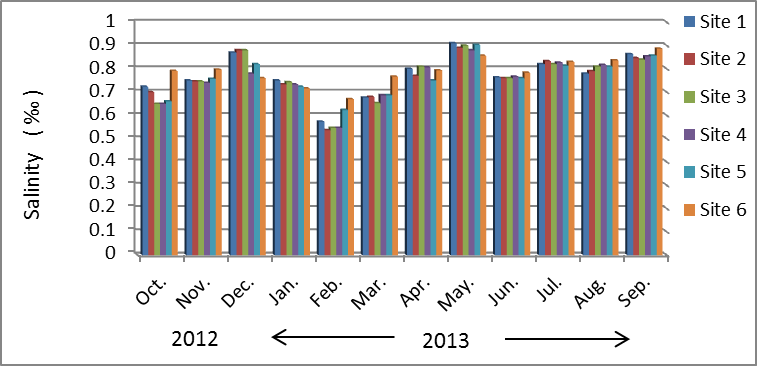 Salinity ( ‰)
1
0.9
0.8
0.7
0.6
0.5
0.4
0.3
0.2
0.1
0
Oct. Nov. Dec. Jan. Feb. Mar. Apr. May. Jun. Jul. Aug. Sep.
2012 2013
Site 1
Site 2
Site 3
Site 4
Site 5
Site 6